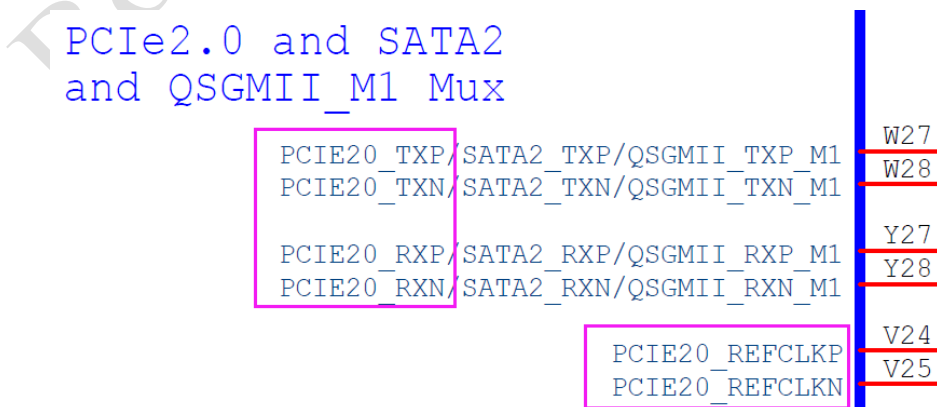 PCIe2.0 and SATA2
and QSGMII_M1 Mux
PCIE20_TXP/SATA2_TXP/QSGMII_TXP_M1 W27
PCIE20_TXN/SATA2_TXN/QSGMII_TXN_M1 W28
PCIE20_RXP/SATA2_RXP/QSGMII_RXP_M1 Y27
PCIE20_RXN/SATA2_RXN/QSGMII_RXN_M1 Y28
PCIE20_REFCLKP V24
PCIE20_REFCLKN V25